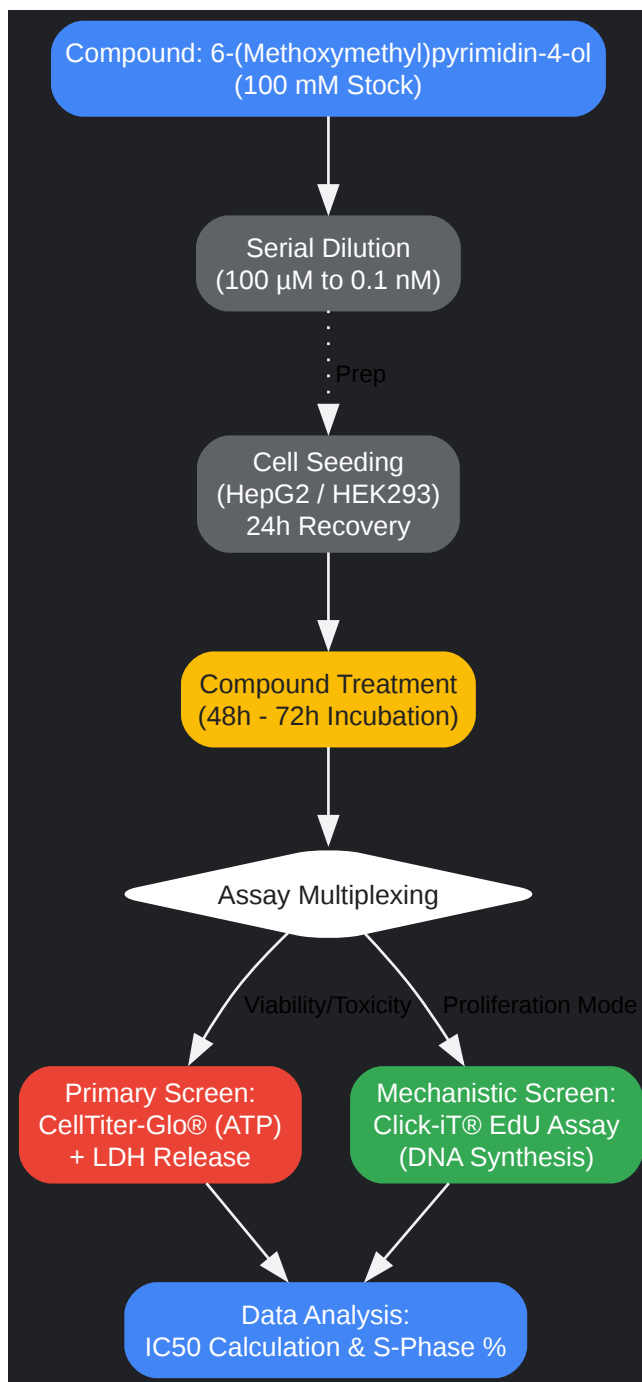 Compound: 6-(Methoxymethyl)pyrimidin-4-ol
(100 mM Stock)
Serial Dilution
(100 µM to 0.1 nM)
Prep
Cell Seeding
(HepG2 / HEK293)
24h Recovery
Compound Treatment
(48h - 72h Incubation)
Assay Multiplexing
Viability/Toxicity
Proliferation Mode
Primary Screen:
CellTiter-Glo® (ATP)
+ LDH Release
Mechanistic Screen:
Click-iT® EdU Assay
(DNA Synthesis)
Data Analysis:
IC50 Calculation & S-Phase %